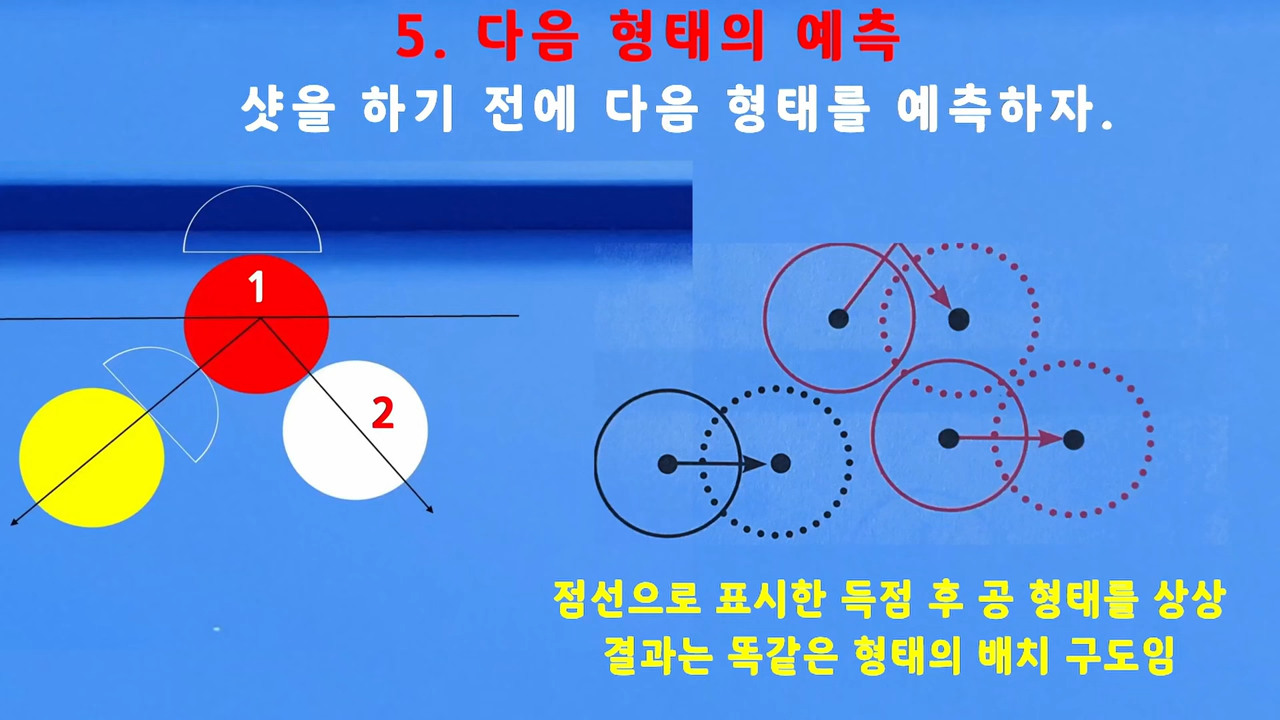 5. 다음 형태의 예측
샷을 하기 전에 다음 형태를 예측하자.
1
2
점선으로 표시한 득점 후 공 형태를 상상
결과는 똑같은 형태의 배치 구도임